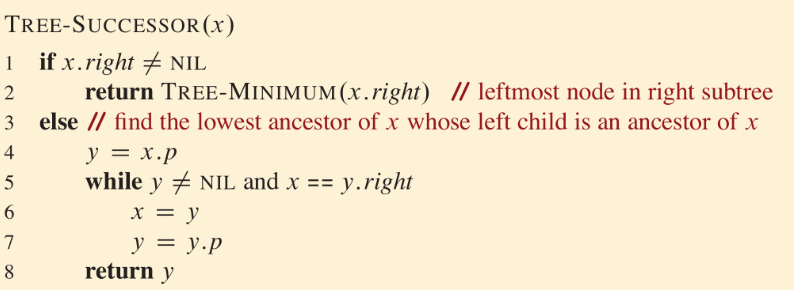 TREE-SUCCESSOR(x)
1 if x.right ≠ NIL
2 return TREE-MINIMUM(x.right) // leftmost node in right subtree
3 else // find the lowest ancestor of x whose left child is an ancestor of x
4 y = x.p
5 while y ≠ NIL and x == y.right
6 x = y
7 y = y.p
8 return y